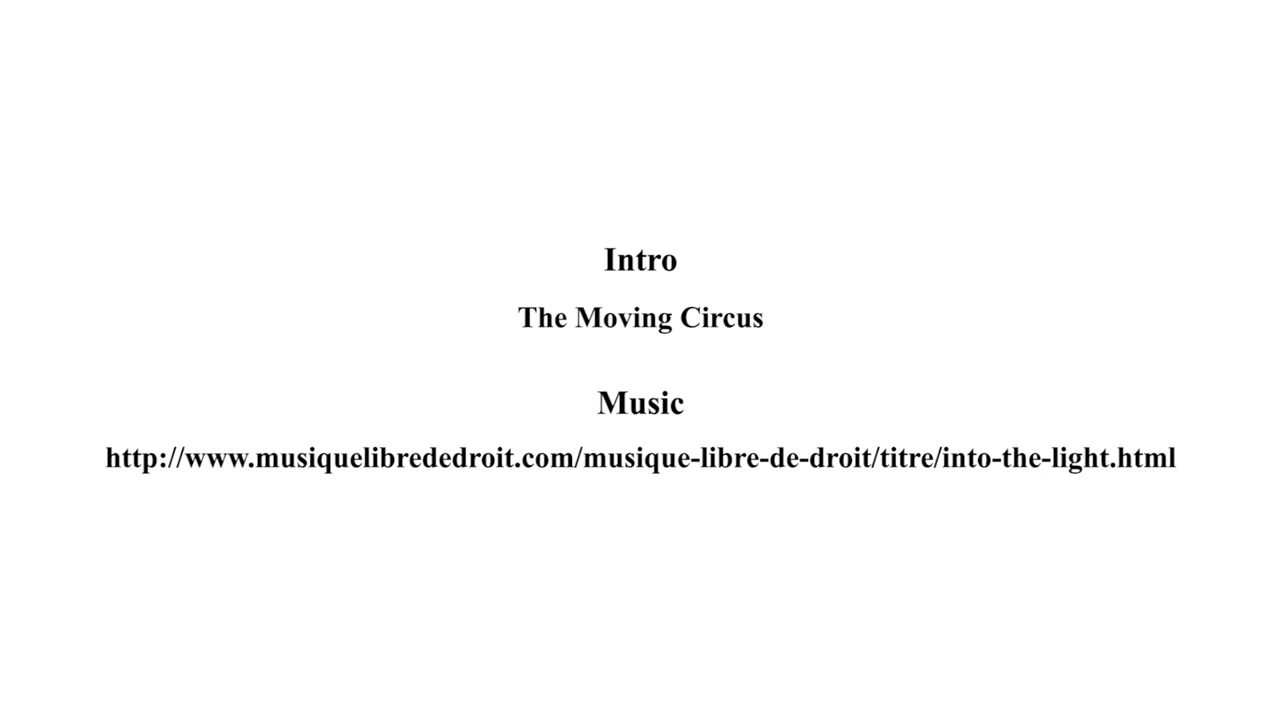 Intro
The Moving Circus
Music
http://www.musiquelibrededroit.com/musique-libre-de-droit/titre/into-the-light.html